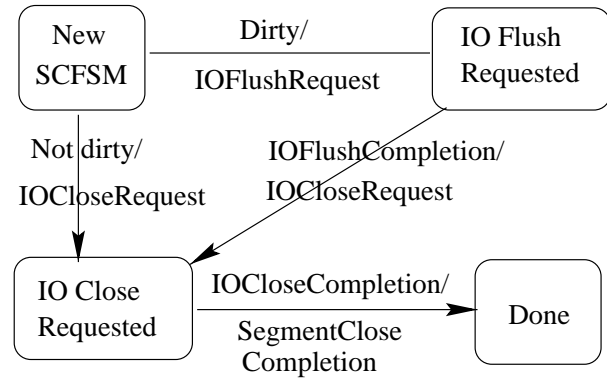 New
SCFSM
Dirty/
IOFlushRequest
IO Flush
Requested
Not dirty/
IOCloseRequest
IOFlushCompletion/
IOCloseRequest
IO Close
Requested
IOCloseCompletion/
SegmentClose
Completion
Done